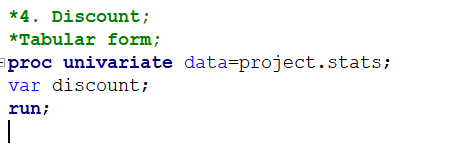 *4. Discount;
*Tabular form;
proc univariate data=project.stats;
var discount;
run;